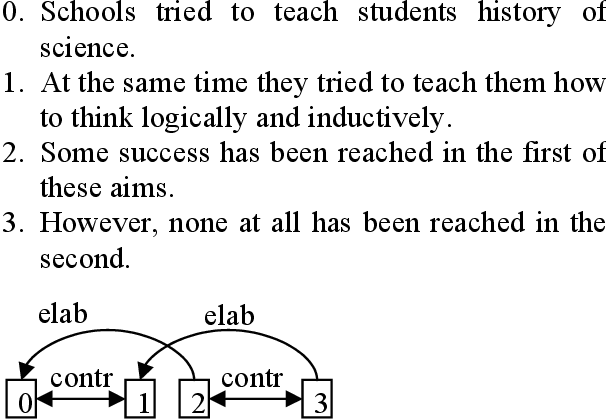 0. Schools tried to teach students history of
science.
1. At the same time they tried to teach them how
to think logically and inductively.
2. Some success has been reached in the first of
these aims.
3. However, none at all has been reached in the
second.
elab elab
contr contr
0 1 2 3